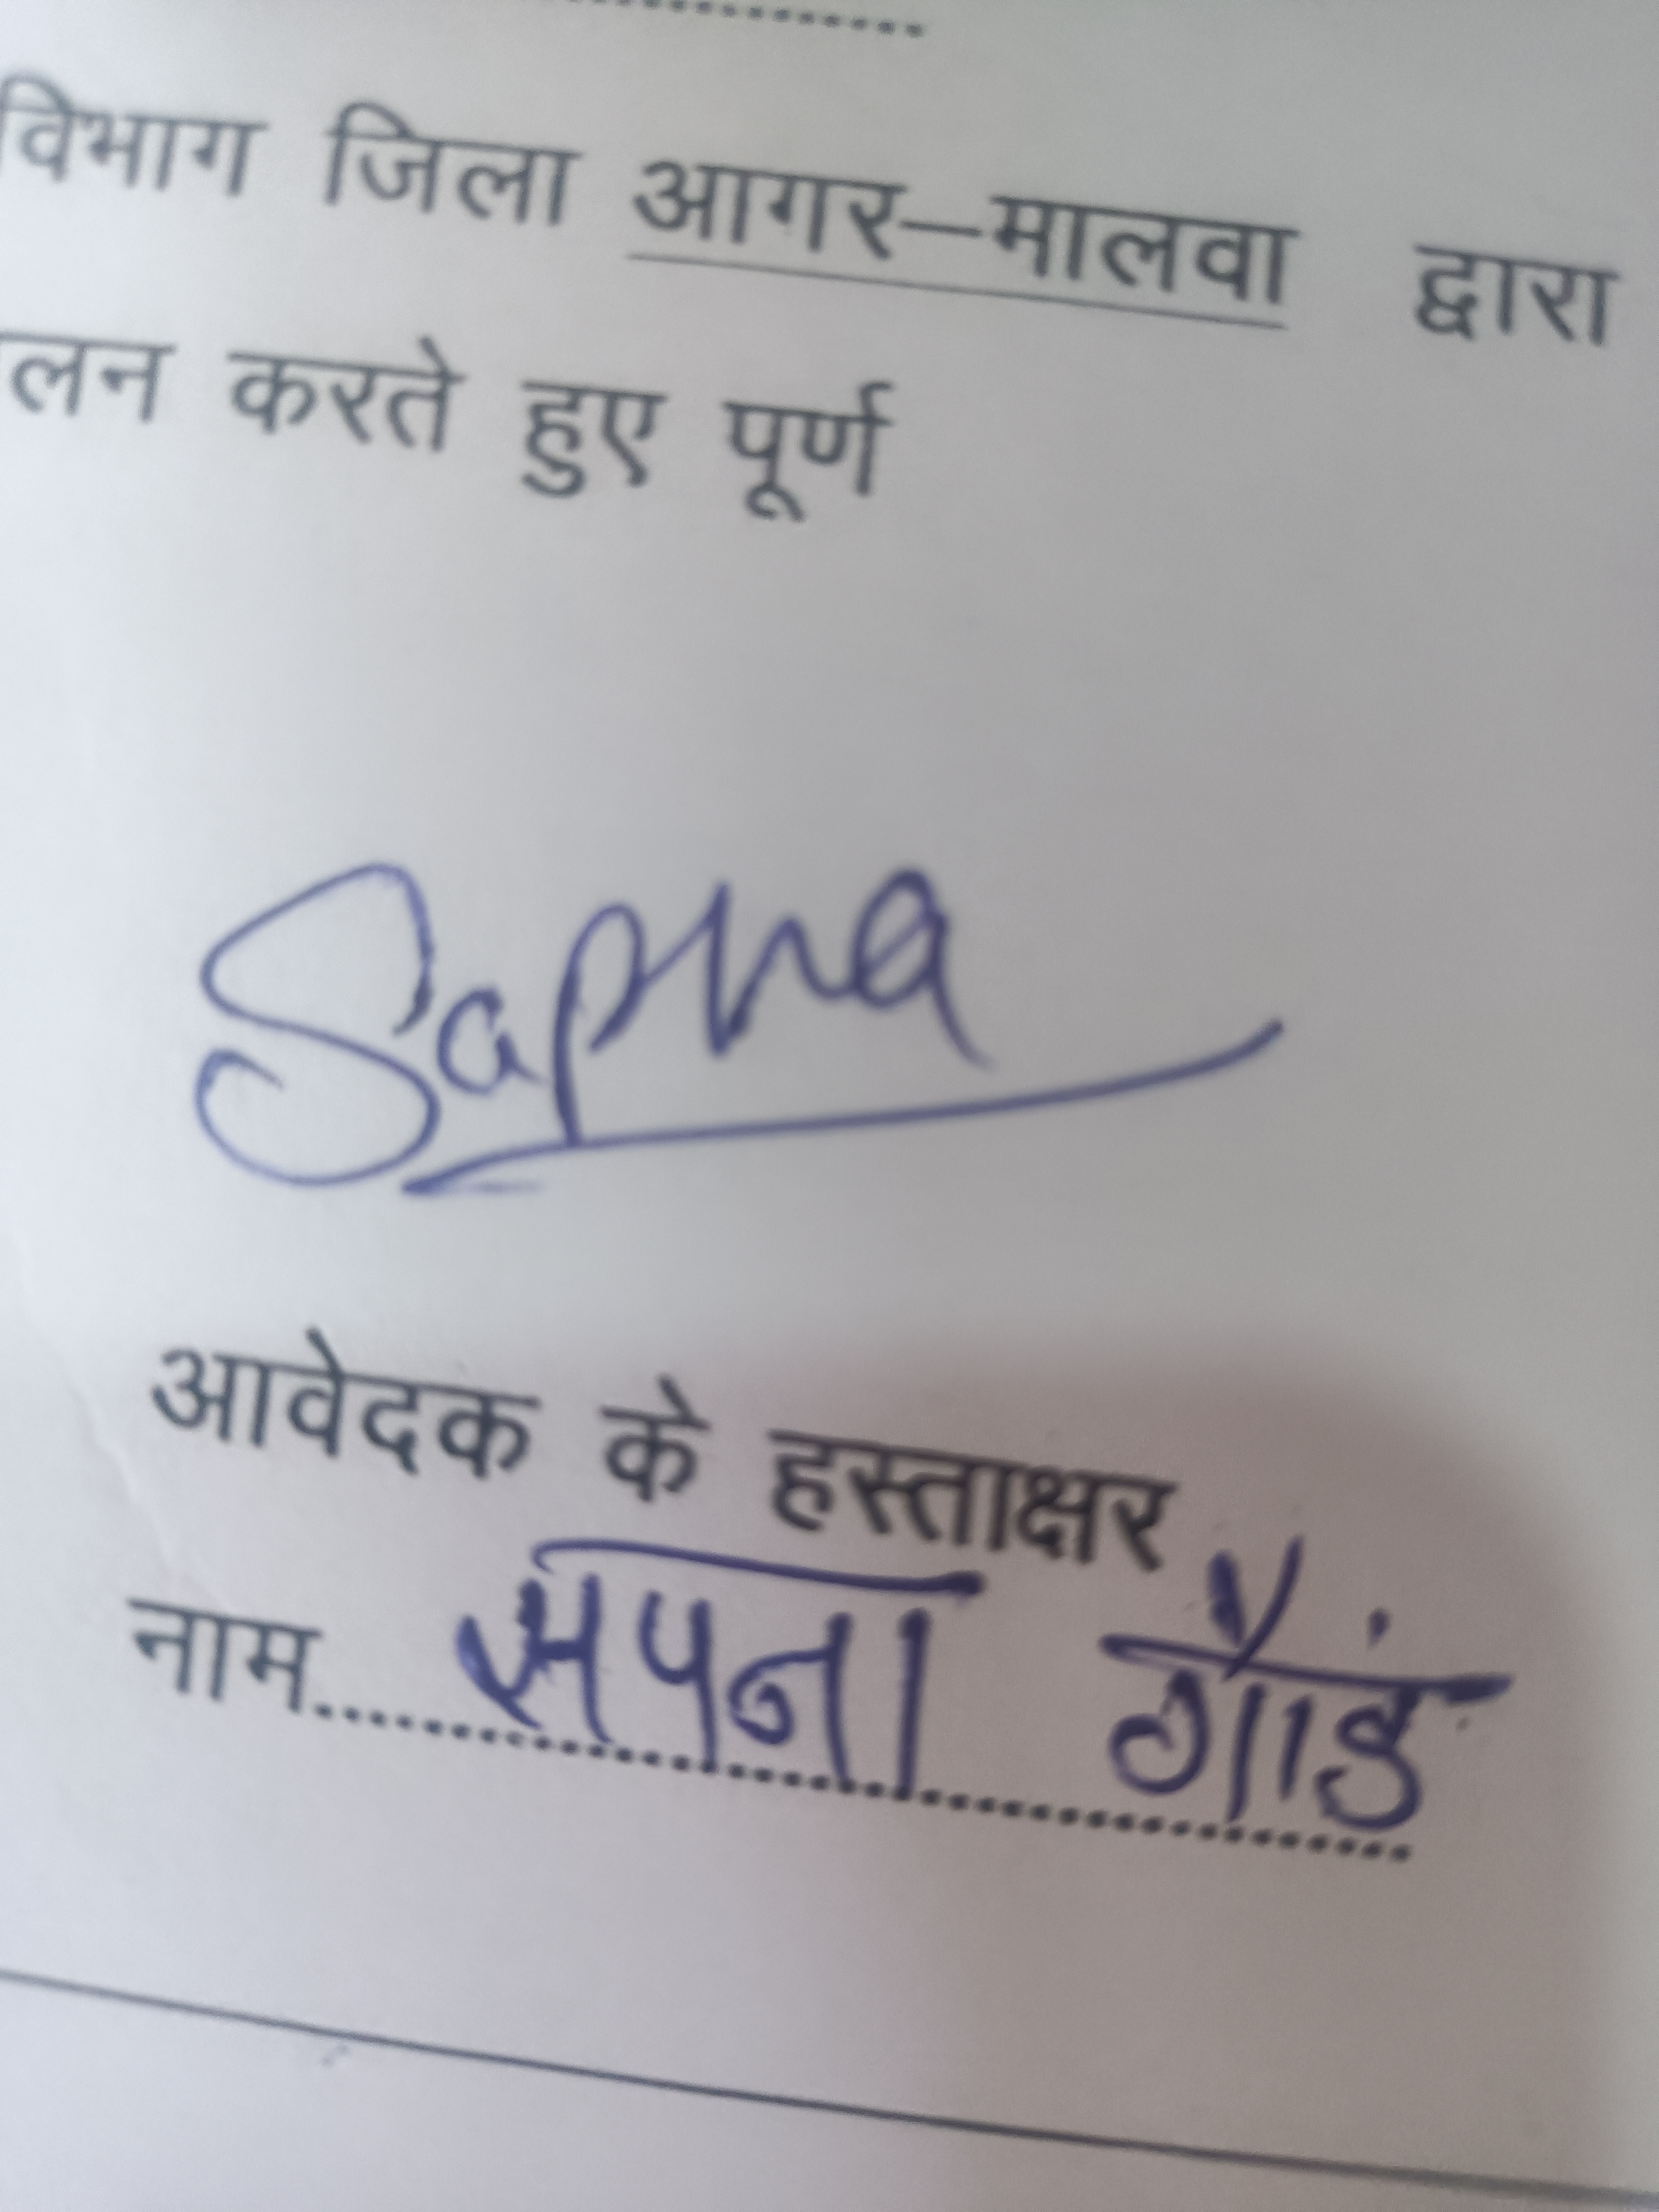 विभाग जिला आगर–मालवा द्वारा
लन करते हुए पूर्ण
Sapna
आवेदक के हस्ताक्षर
नाम.... सपना गौडं